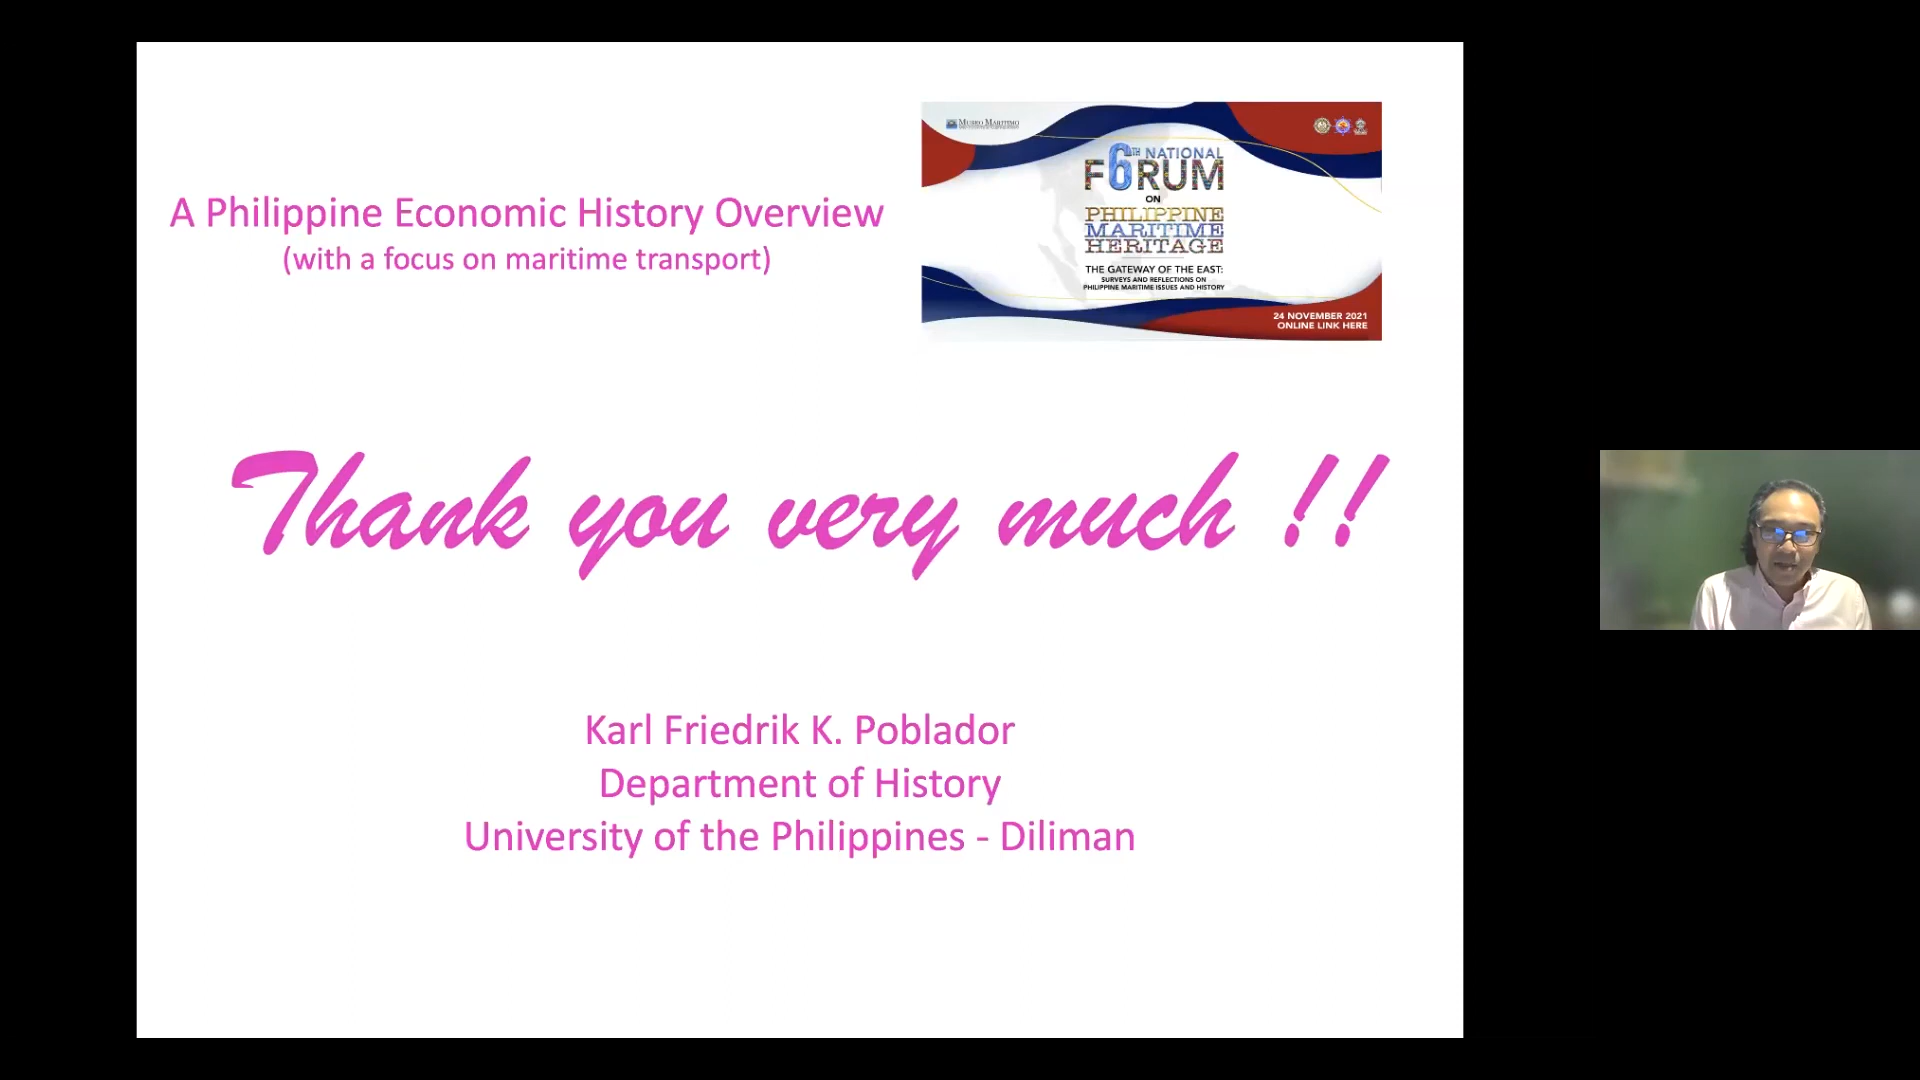 A Philippine Economic History Overview
(with a focus on maritime transport)
MUSEO MARITIMO
6TH NATIONAL
FORUM
ON
PHILIPPINE
MARITIME
HERITAGE
THE GATEWAY OF THE EAST:
SURVEYS AND REFLECTIONS ON
PHILIPPINE MARITIME ISSUES AND HISTORY
24 NOVEMBER 2021
ONLINE LINK HERE
Thank you very much !!
Karl Friedrik K. Poblador
Department of History
University of the Philippines - Diliman